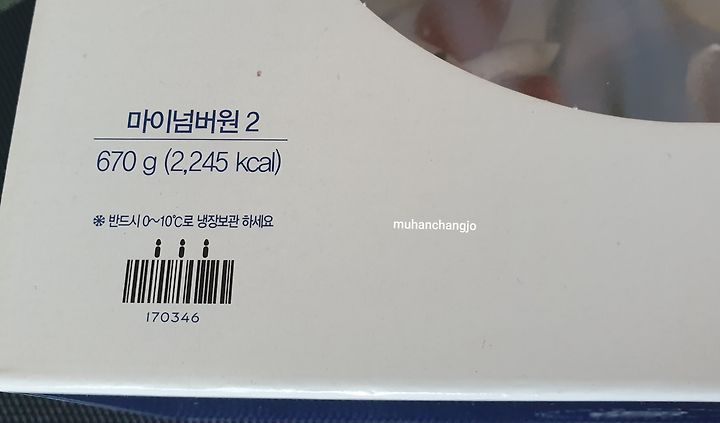 마이넘버원 2
670 g (2,245 kcal)
※ 반드시 0~10℃로 냉장보관 하세요
muhanchangjo
170346